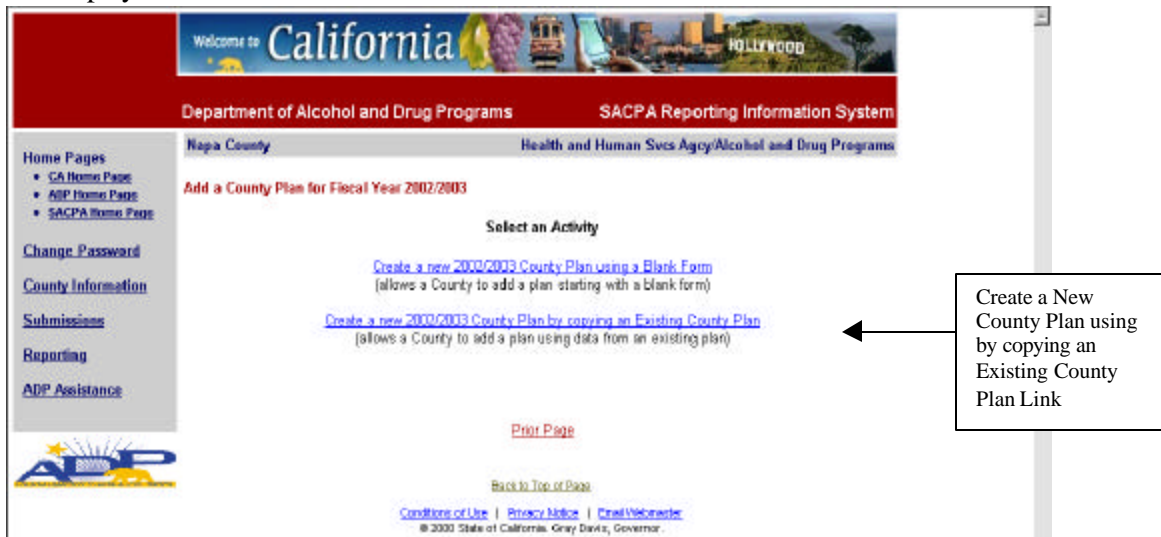 Welcome to California
HOLLYWOOD
Department of Alcohol and Drug Programs SACPA Reporting Information System
Napa County Health and Human Svcs Agcy/Alcohol and Drug Programs
Home Pages
• CA Home Page
• ADP Home Page
• SACPA Home Page
Change Password
County Information
Submissions
Reporting
ADP Assistance
ADP
Add a County Plan for Fiscal Year 2002/2003
Select an Activity
Create a new 2002/2003 County Plan using a Blank Form
(allows a County to add a plan starting with a blank form)
Create a new 2002/2003 County Plan by copying an Existing County Plan
(allows a County to add a plan using data from an existing plan)
Prior Page
Back to Top of Page
Conditions of Use | Privacy Notice | Email Webmaster
© 2000 State of California. Gray Davis, Governor.
Create a New
County Plan using
by copying an
Existing County
Plan Link